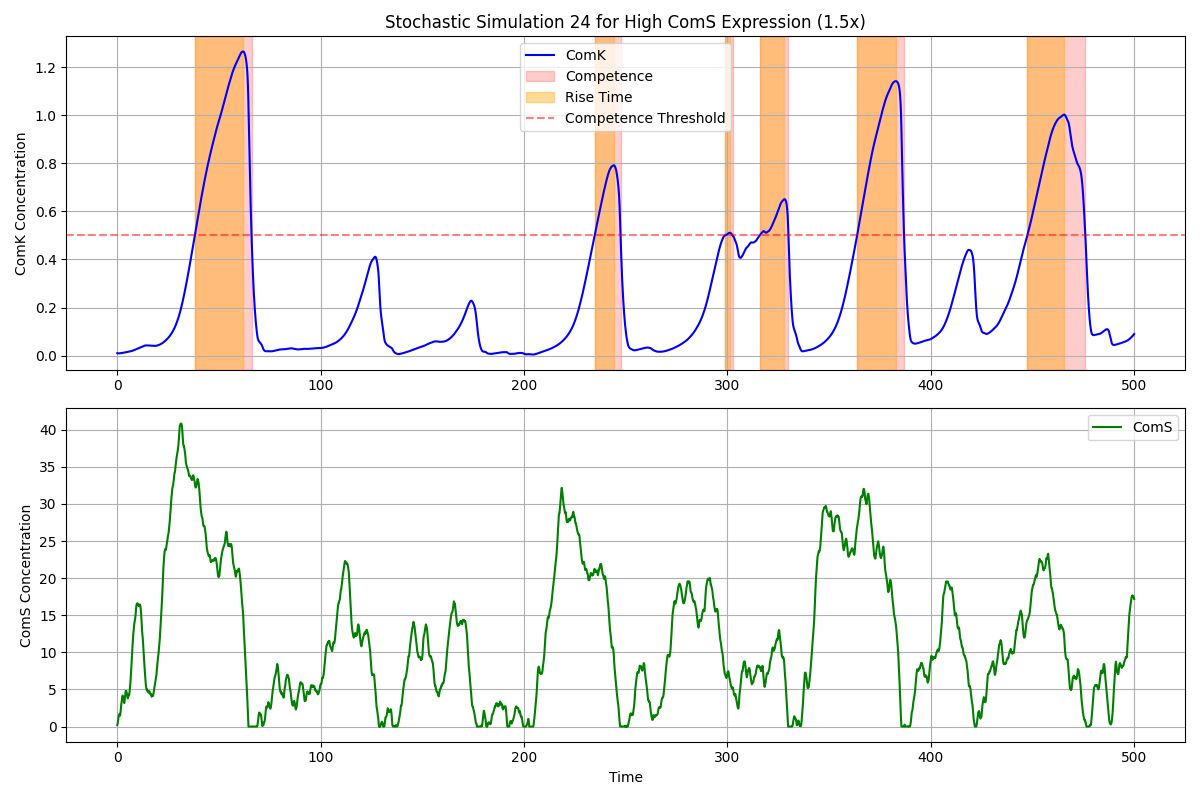 Stochastic Simulation 24 for High ComS Expression (1.5x)
ComK Concentration
1.2
1.0
0.8
0.6
0.4
0.2
0.0
ComK
Competence
Rise Time
Competence Threshold
0 100 200 300 400 500
ComS Concentration
40
35
30
25
20
15
10
5
0
ComS
0 100 200 300 400 500
Time